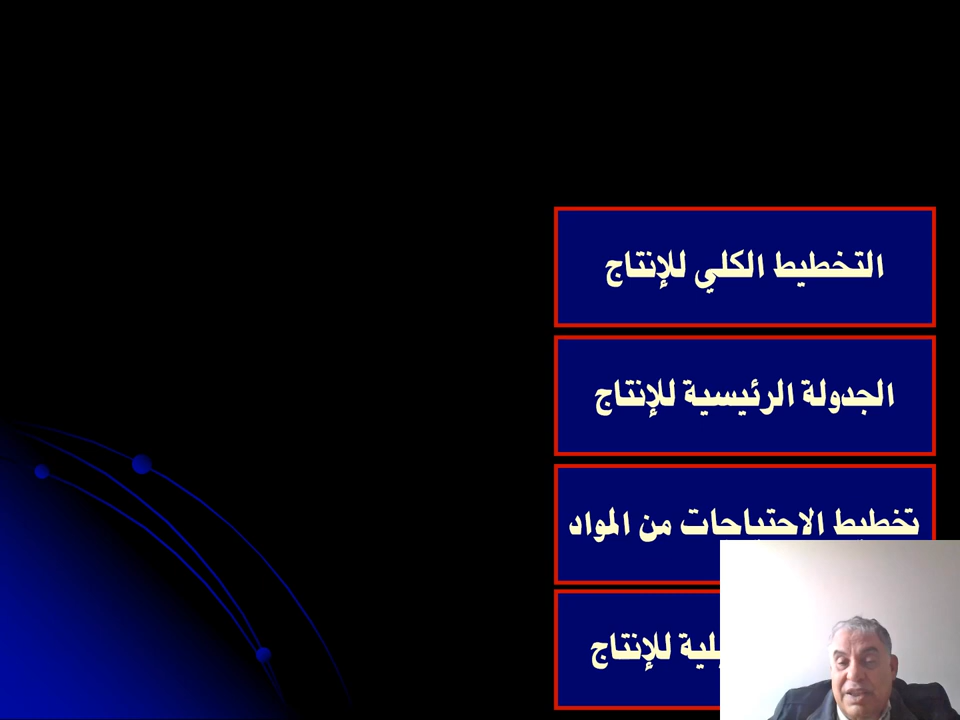 التخطيط الكلي للإنتاج
الجدولة الرئيسية للإنتاج
تخطيط الاحتياجات من المواد
للإنتاج